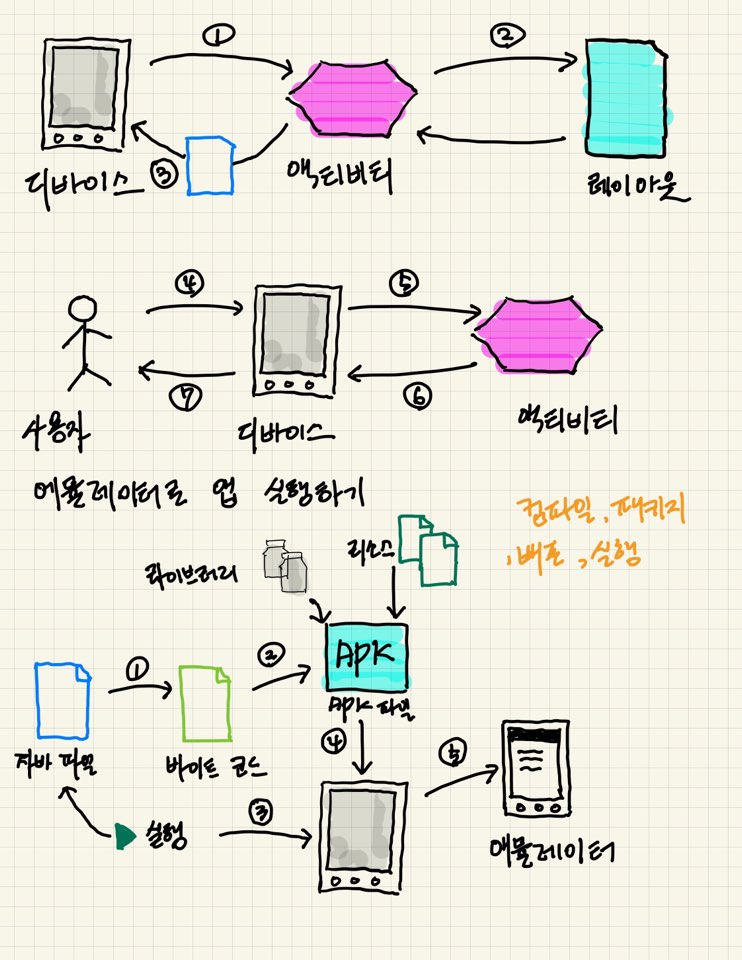 ① ②
③
디바이스 액티버티 레이아웃
④ ⑤
⑦ ⑥
사용자 디바이스 액티비티
에뮬레이터로 앱 실행하기
컴파일, 패키지
, 배포, 실행
라이브러리 리소스
① ② APK
APK 파일
자바 파일 바이트 코드 ④
⑤
실행 ③
애뮬레이터